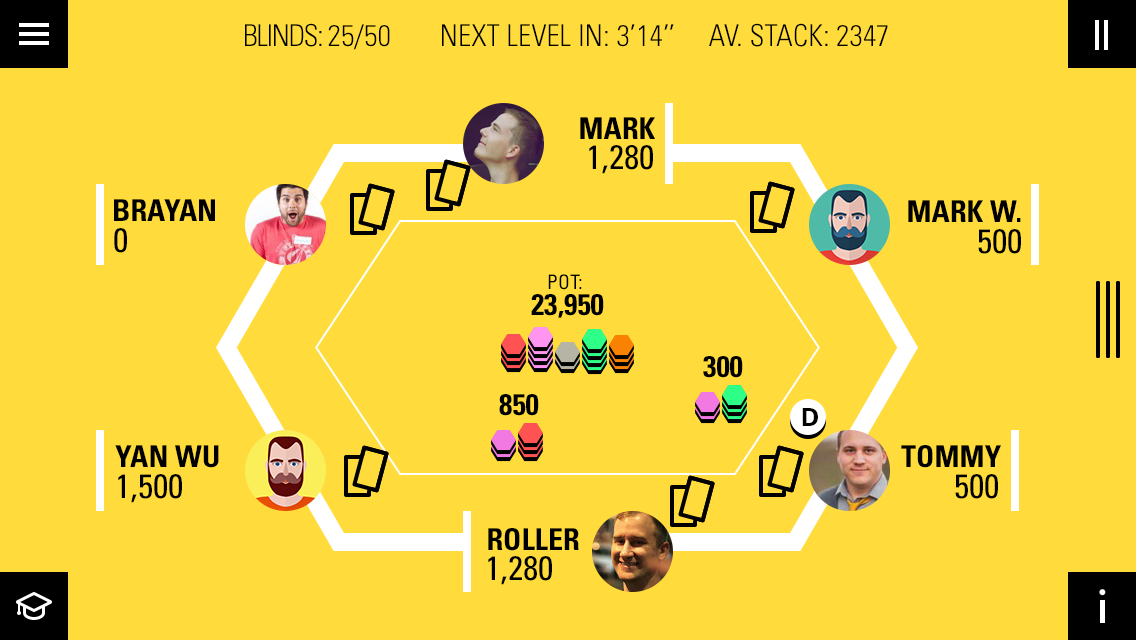 BLINDS: 25/50 NEXT LEVEL IN: 3’14’’ AV. STACK: 2347
MARK
1,280
BRAYAN
0
MARK W.
500
POT:
23,950
300
850
D
YAN WU
1,500
TOMMY
500
ROLLER
1,280
i